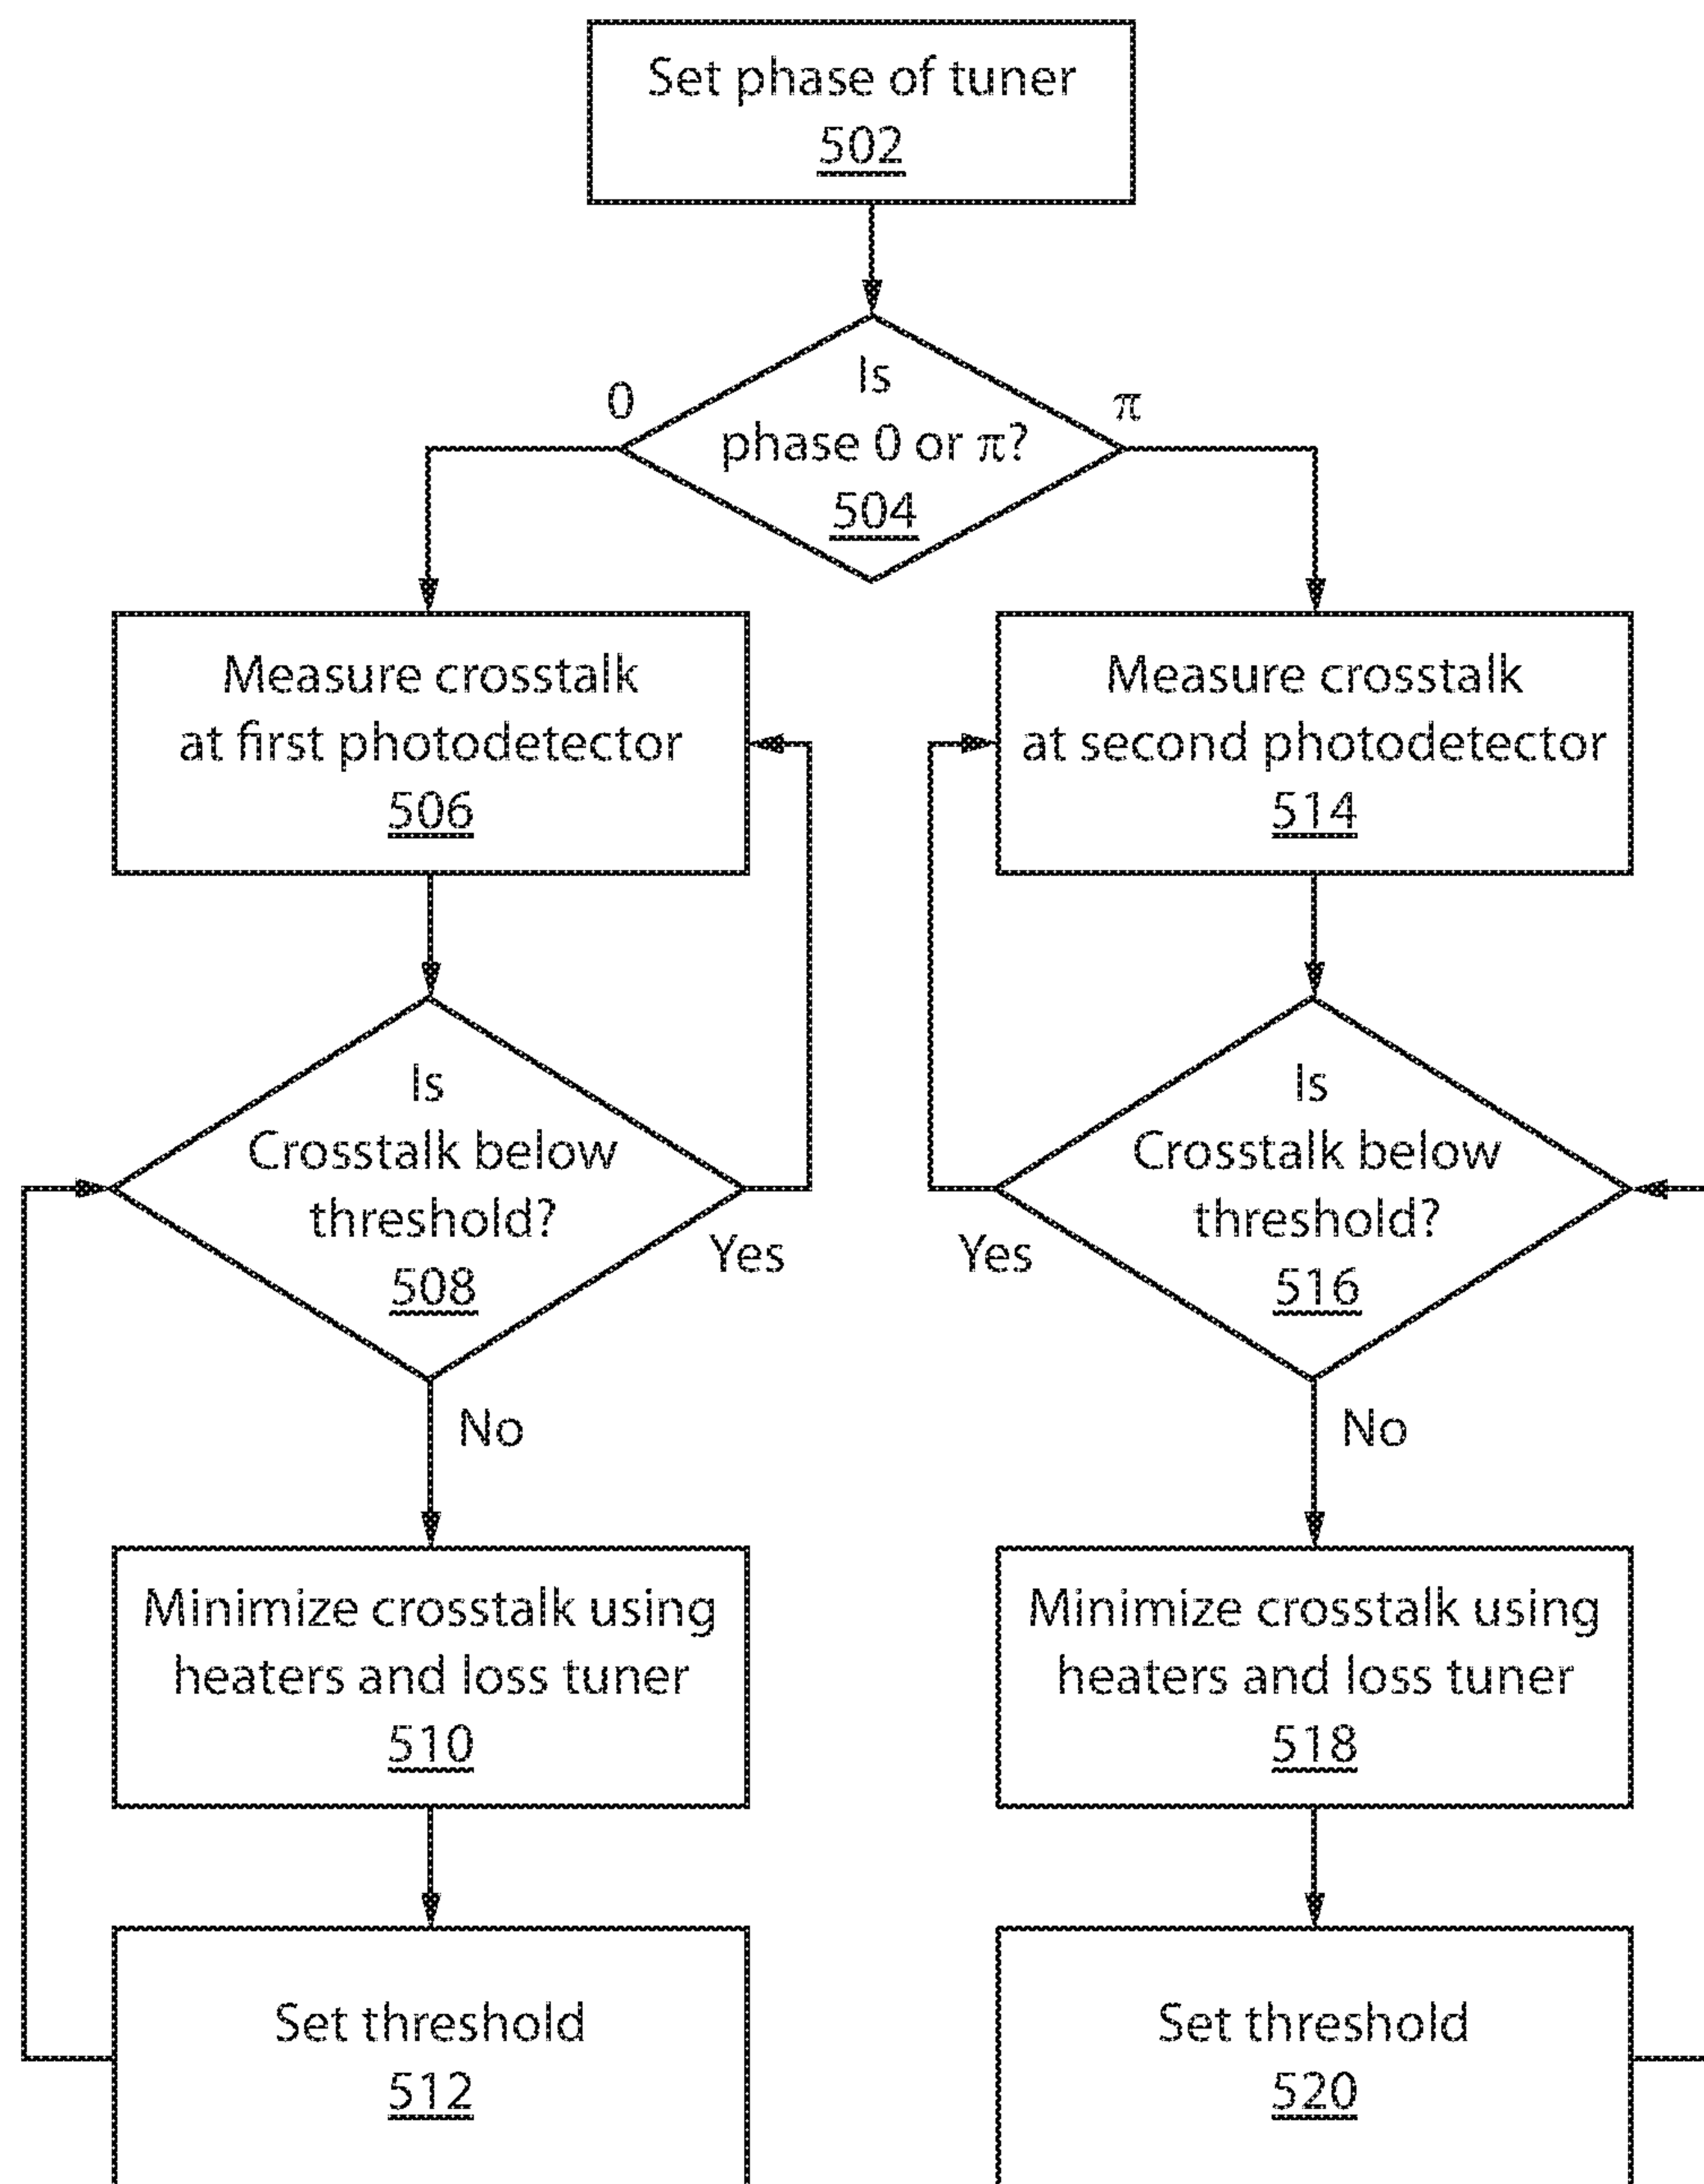 Set phase of tuner
502
Is
phase 0 or π?
504
0
π
Measure crosstalk
at first photodetector
506
Measure crosstalk
at second photodetector
514
Is
Crosstalk below
threshold?
508
Yes
No
Is
Crosstalk below
threshold?
516
Yes
No
Minimize crosstalk using
heaters and loss tuner
510
Minimize crosstalk using
heaters and loss tuner
518
Set threshold
512
Set threshold
520